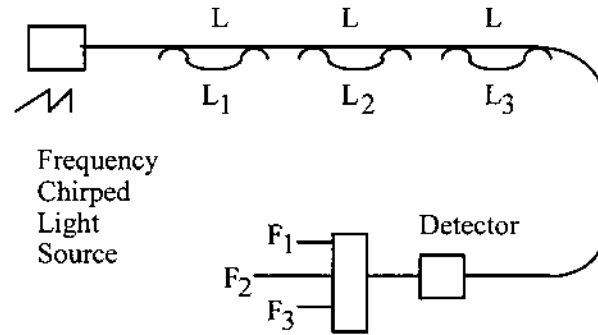 L L L
L1 L2 L3
Frequency
Chirped
Light
Source
Detector
F1
F2
F3